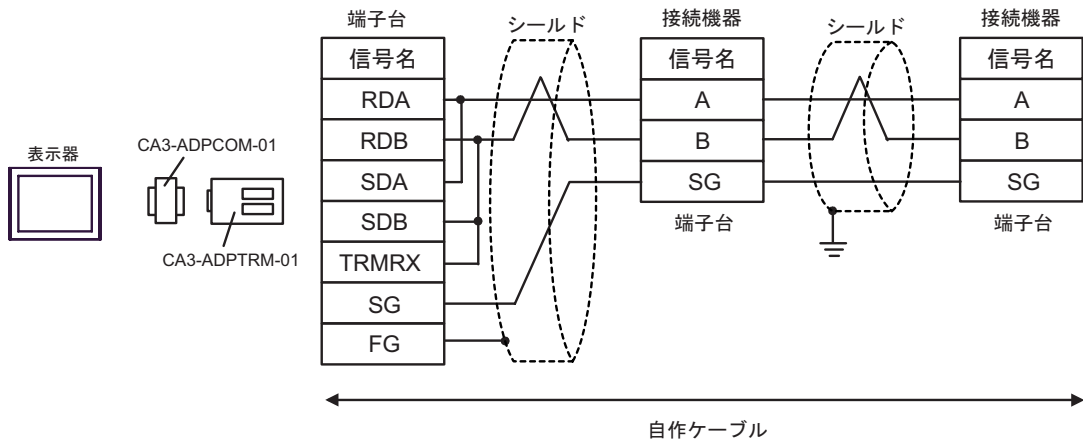 端子台
シールド
接続機器
シールド
接続機器
信号名
信号名
信号名
RDA
A
A
RDB
B
B
表示器
CA3-ADPCOM-01
SDA
SG
SG
SDB
端子台
端子台
CA3-ADPTRM-01
TRMRX
SG
FG
自作ケーブル